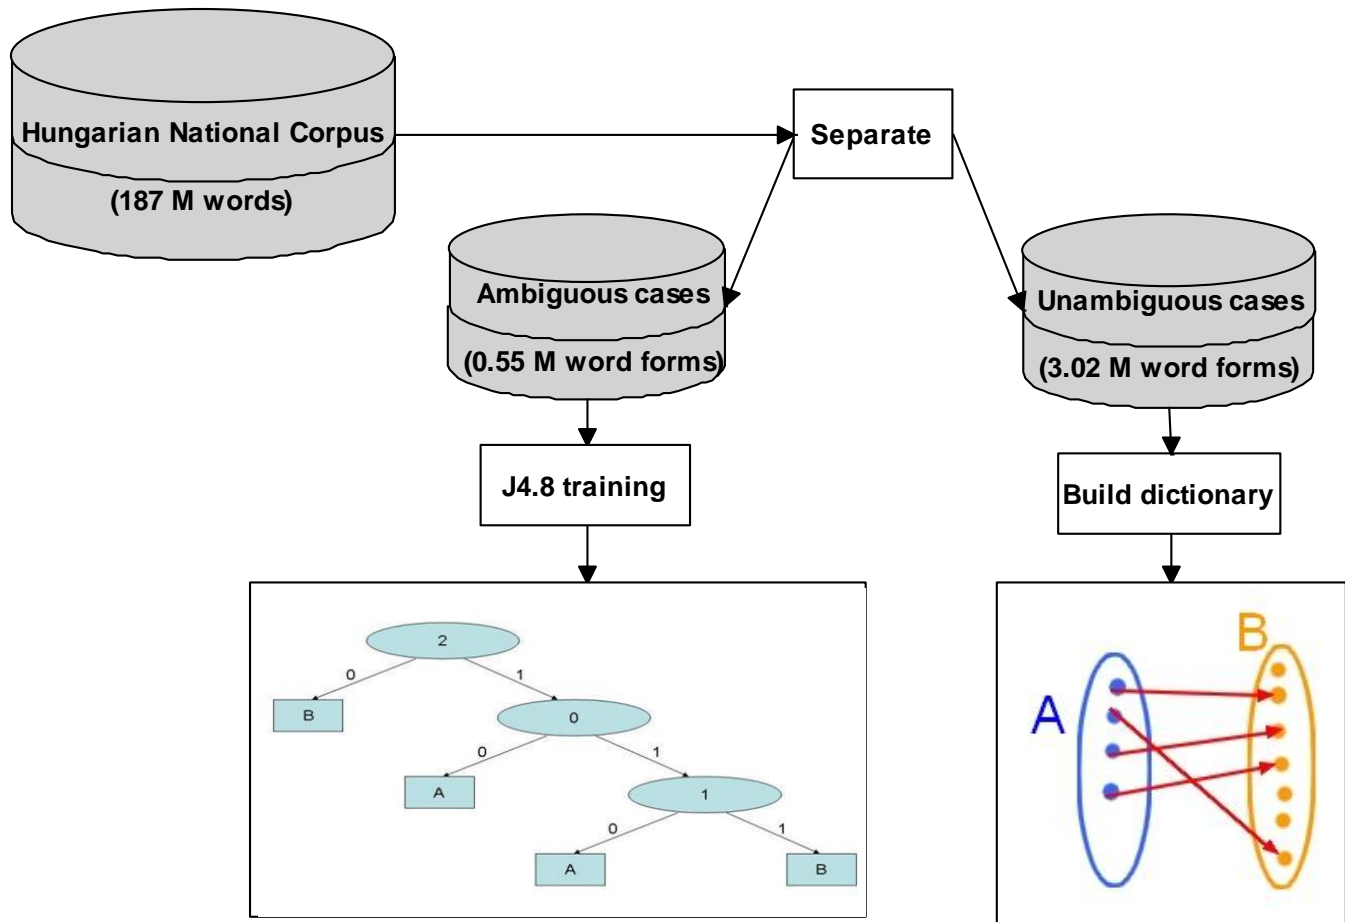 Hungarian National Corpus
(187 M words)
Separate
Ambiguous cases
(0.55 M word forms)
Unambiguous cases
(3.02 M word forms)
J4.8 training
Build dictionary
2
0
1
B
0
0
1
A
1
0
1
A
B
A
B